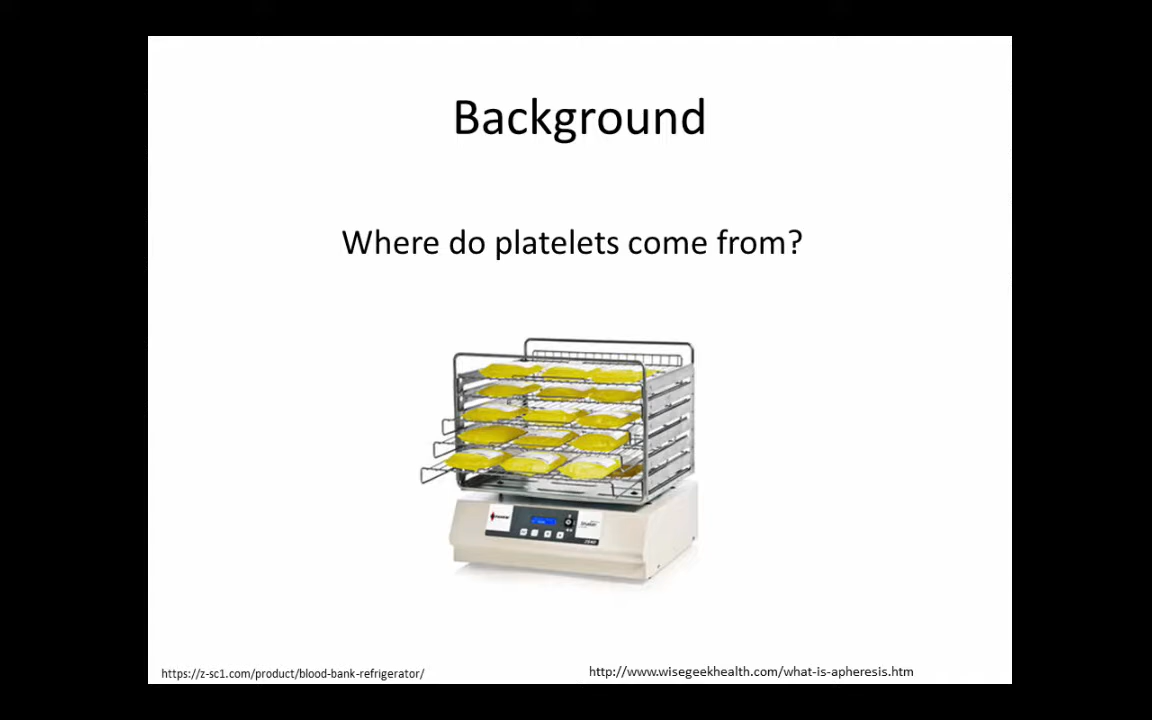 Background
Where do platelets come from?
https://z-sc1.com/product/blood-bank-refrigerator/
http://www.wisegeekhealth.com/what-is-apheresis.htm